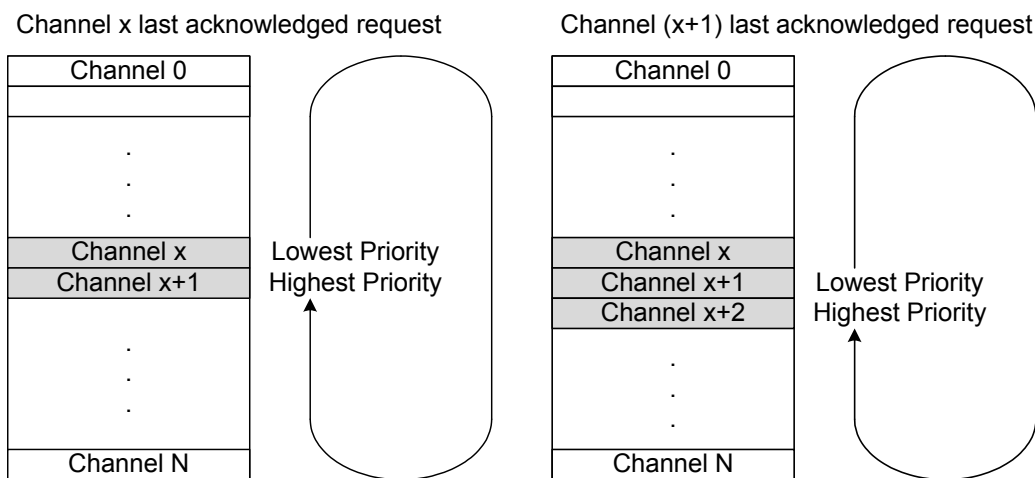 Channel x last acknowledged request
Channel 0
.
.
.
Channel x
Channel x+1
.
.
.
Channel N
Lowest Priority
Highest Priority
Channel (x+1) last acknowledged request
Channel 0
.
.
.
Channel x
Channel x+1
Channel x+2
.
.
.
Channel N
Lowest Priority
Highest Priority